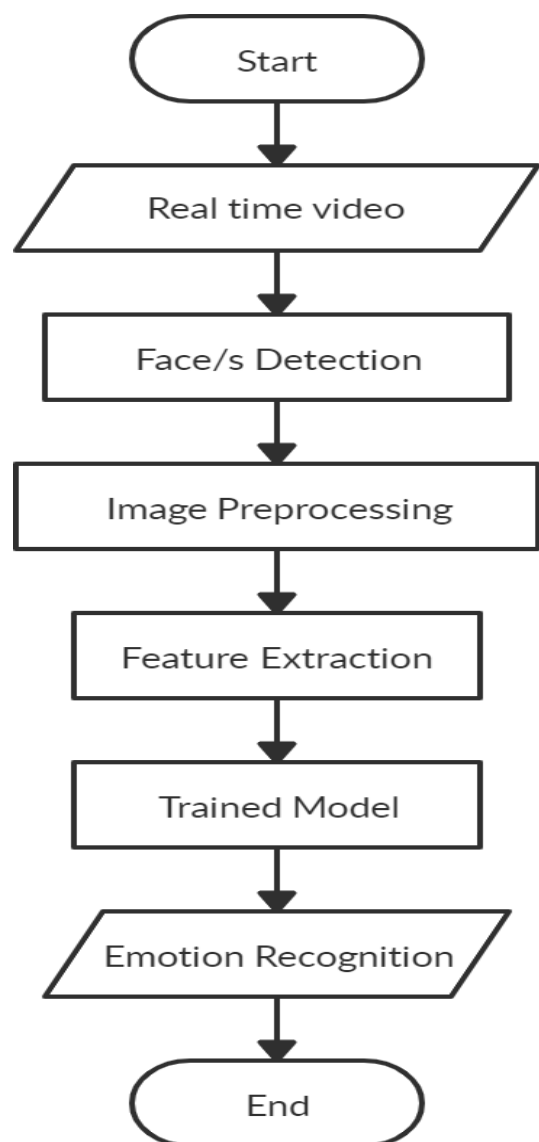 Start
Real time video
Face/s Detection
Image Preprocessing
Feature Extraction
Trained Model
Emotion Recognition
End